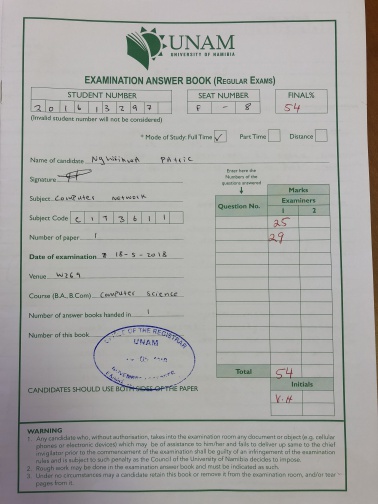 UNAM
UNIVERSITY OF NAMIBIA
EXAMINATION ANSWER BOOK (REGULAR EXAMS)
STUDENT NUMBER SEAT NUMBER FINAL%
2 0 1 6 1 3 2 9 7 F - 8 54
(Invalid student number will not be considered)
* Mode of Study: Full Time ✓ Part Time Distance
Name of candidate
Signature
Enter here the
Numbers of the
questions answered
Subject Computer Network
Marks
Question No. Examiners
1 2
Subject Code C I T 3 6 1 1
25
Number of paper 1
29
Date of examination 18-5-2018
Venue W269
Course (B.A., B.Com) Computer Science
Number of answer books handed in 1
Number of this book
OFFICE OF THE REGISTRAR
UNAM
Total 54
CANDIDATES SHOULD USE BOTH SIDES OF THE PAPER
Initials
V.H
WARNING
1. Any candidate who, without authorisation, takes into the examination room any document or object (e.g. cellular
phones or electronic devices) which may be of assistance to him/her and fails to deliver up same to the chief
invigilator prior to the commencement of the examination shall be guilty of an infringement of the examination
rules and is subject to such penalty as the Council of the University of Namibia decides to impose.
2. Rough work may be done in the examination answer book and must be indicated as such.
3. Under no circumstances may a candidate retain this book or remove it from the examination room, and/or tear
pages from it.